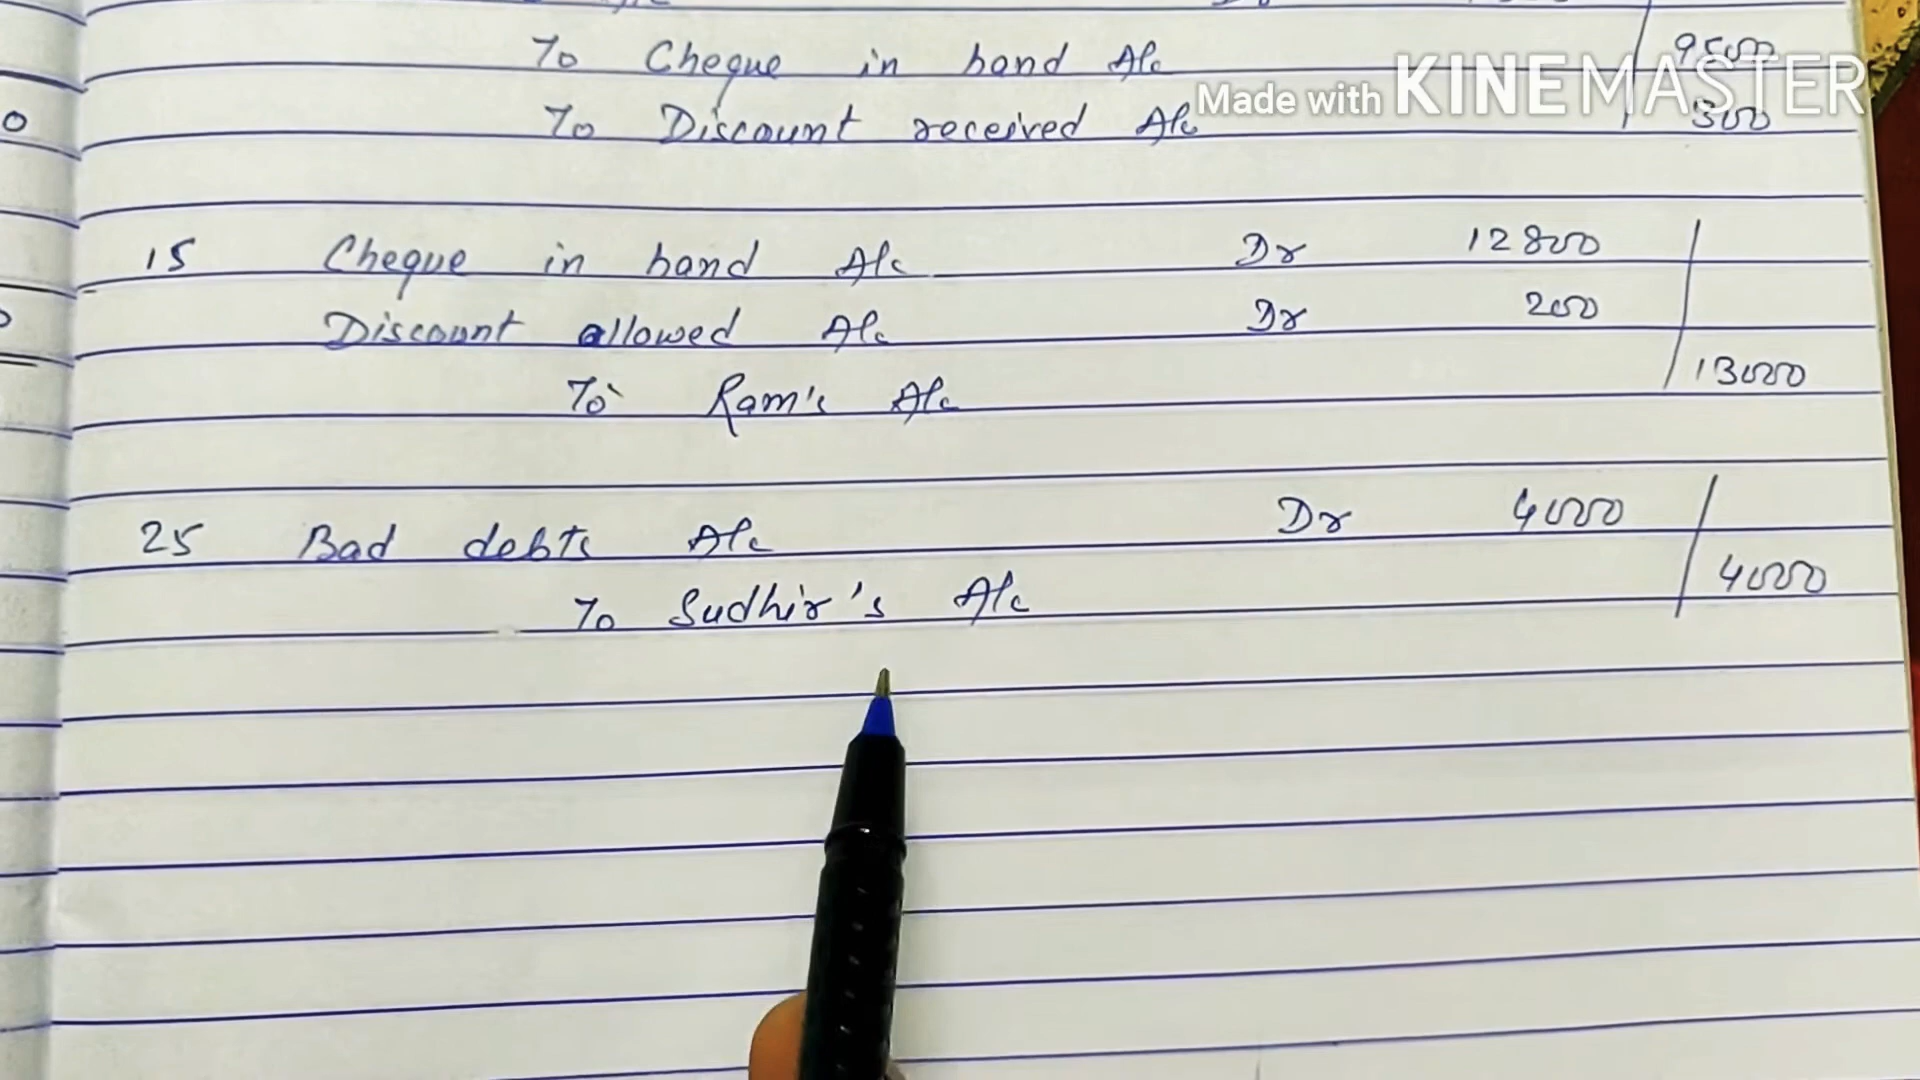 To Cheque in hand A/c 9500
To Discount received A/c 300
Made with KINEMASTER
15 Cheque in hand A/c Dr 12800
Discount allowed A/c Dr 200
To Ram's A/c 13000
25 Bad debts A/c Dr 4000
To Sudhir's A/c 4000